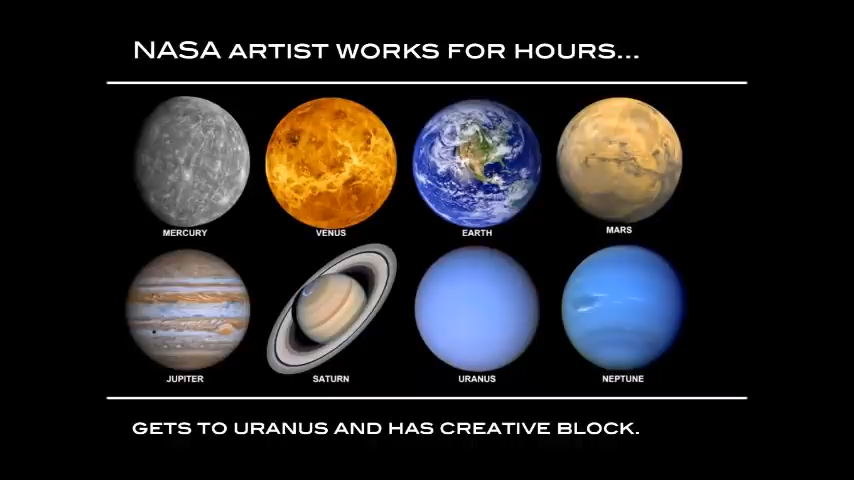 NASA ARTIST WORKS FOR HOURS...
MERCURY
VENUS
EARTH
MARS
JUPITER
SATURN
URANUS
NEPTUNE
GETS TO URANUS AND HAS CREATIVE BLOCK.